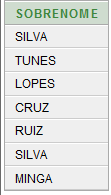 SOBRENOME
SILVA
TUNES
LOPES
CRUZ
RUIZ
SILVA
MINGA